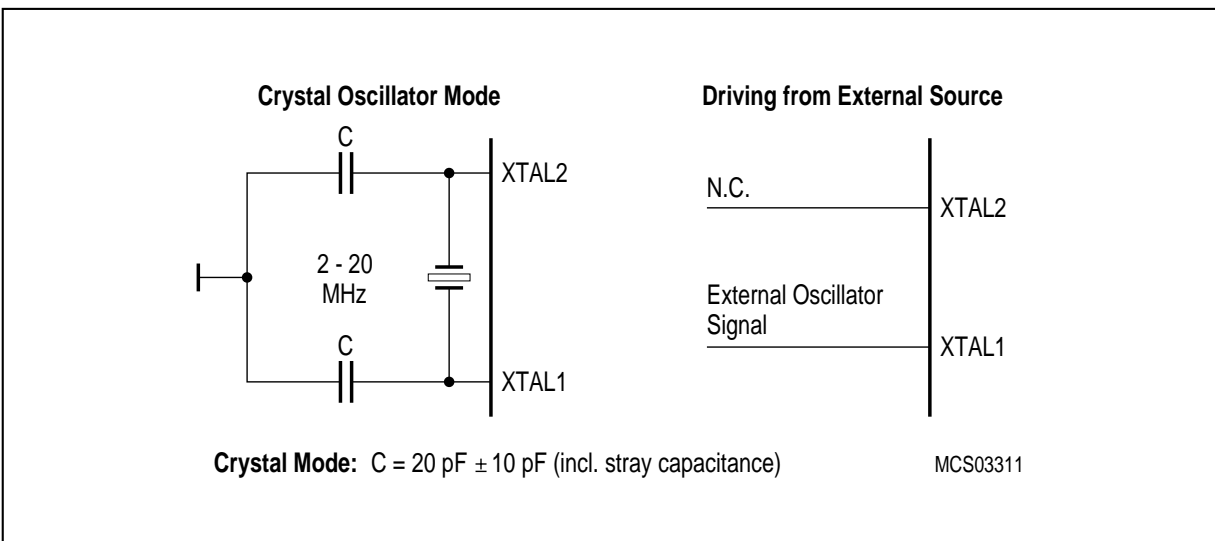 Crystal Oscillator Mode
C
XTAL2
2 - 20
MHz
C
XTAL1
Driving from External Source
N.C.
XTAL2
External Oscillator
Signal
XTAL1
Crystal Mode: C = 20 pF ± 10 pF (incl. stray capacitance)
MCS03311